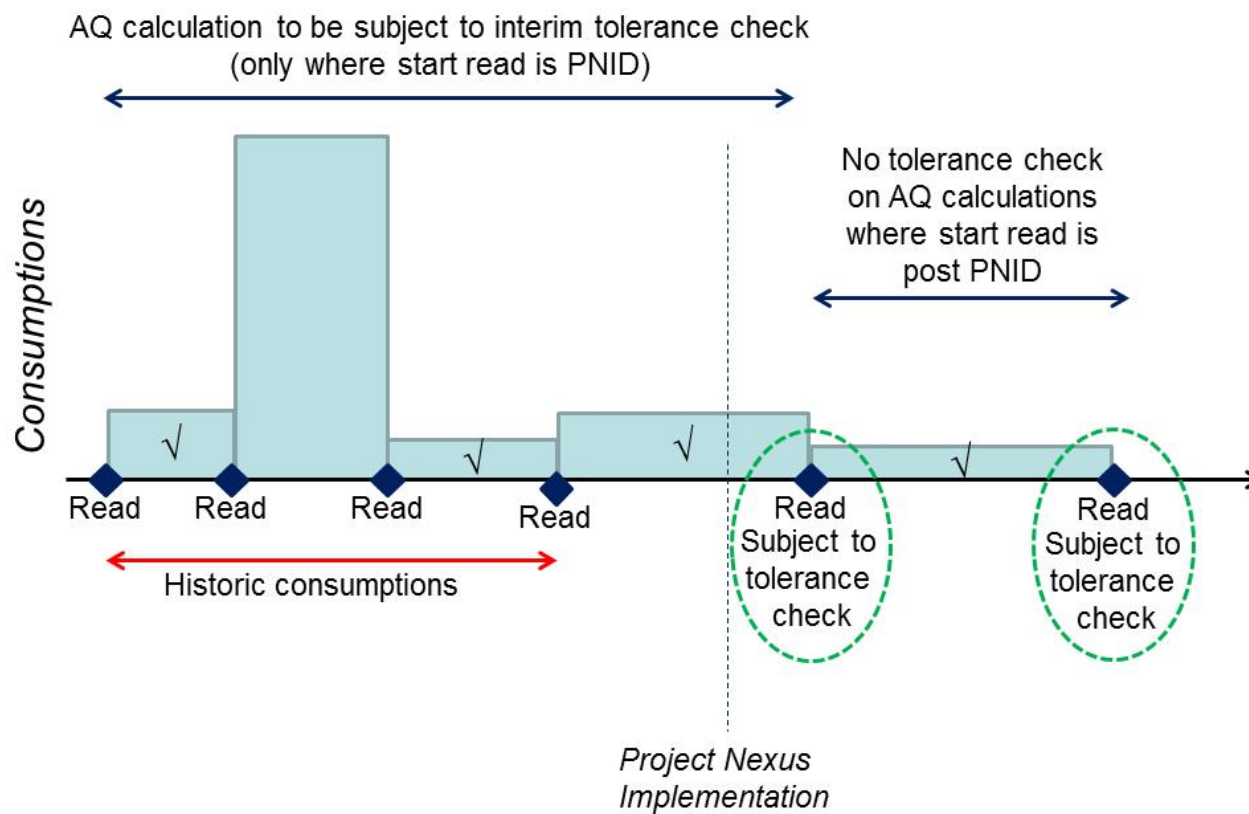 AQ calculation to be subject to interim tolerance check
(only where start read is PNID)
No tolerance check
on AQ calculations
where start read is
post PNID
Consumptions
√
√
√
√
Read
Read
Read
Read
Read
Subject to
tolerance
check
Read
Subject to
tolerance
check
Historic consumptions
Project Nexus
Implementation